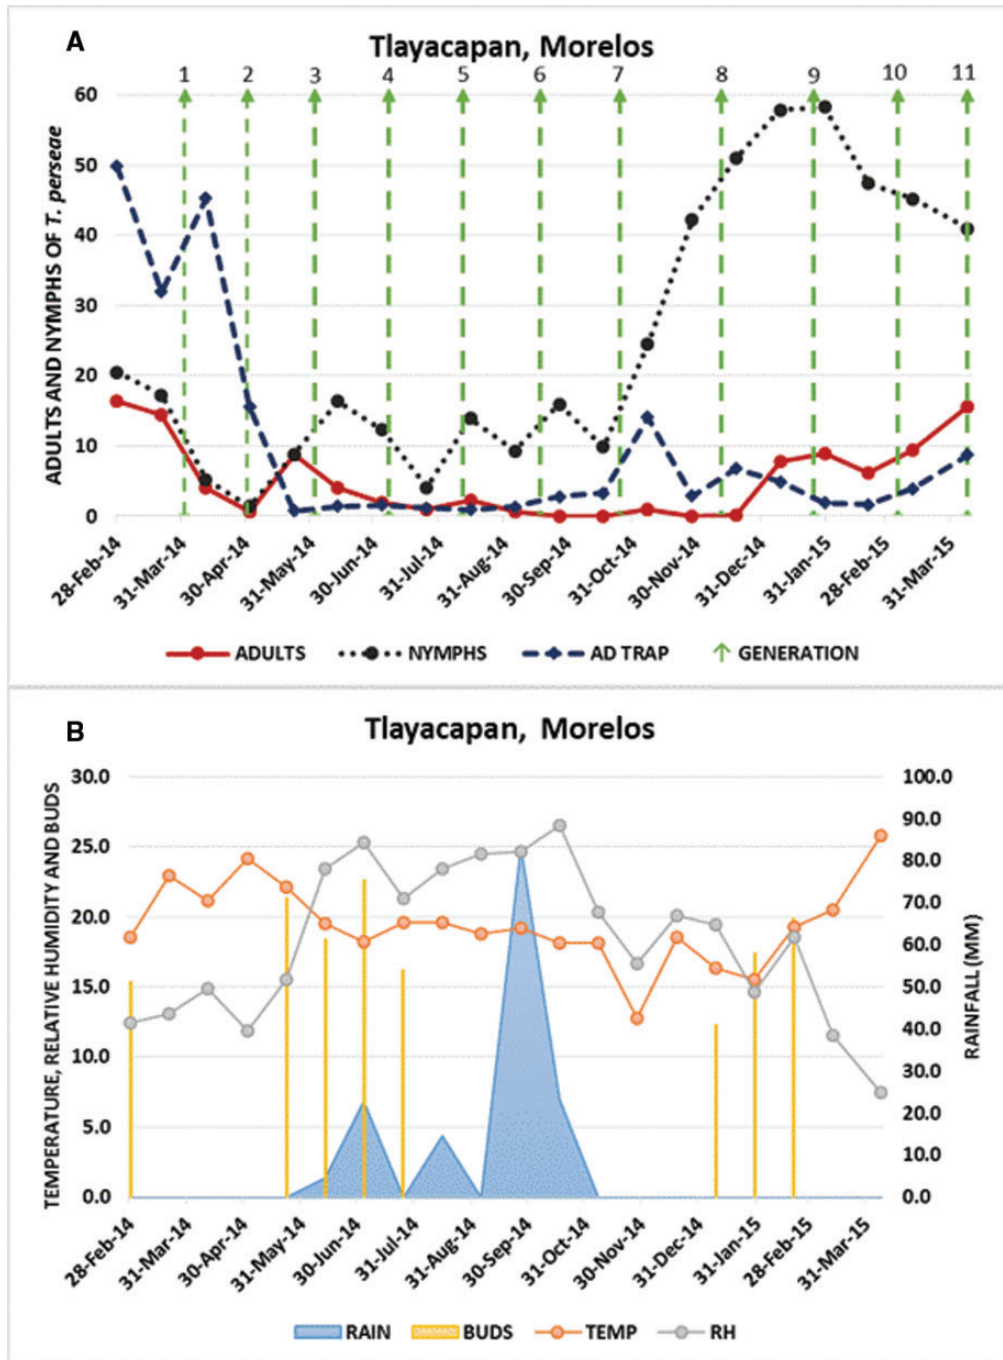 A
Tlayacapan, Morelos
1 2 3 4 5 6 7 8 9 10 11
ADULTS AND NYMPHS OF T. perseae
60
50
40
30
20
10
0
28-Feb-14 31-Mar-14 30-Apr-14 31-May-14 30-Jun-14 31-Jul-14 31-Aug-14 30-Sep-14 31-Oct-14 30-Nov-14 31-Dec-14 31-Jan-15 28-Feb-15 31-Mar-15
ADULTS NYMPHS AD TRAP GENERATION
B
Tlayacapan, Morelos
TEMPERATURE, RELATIVE HUMIDITY AND BUDS
30.0
25.0
20.0
15.0
10.0
5.0
0.0
100.0
90.0
80.0
70.0
60.0
50.0
40.0
30.0
20.0
10.0
0.0
RAINFALL (MM)
28-Feb-14 31-Mar-14 30-Apr-14 31-May-14 30-Jun-14 31-Jul-14 31-Aug-14 30-Sep-14 31-Oct-14 30-Nov-14 31-Dec-14 31-Jan-15 28-Feb-15 31-Mar-15
RAIN BUDS TEMP RH